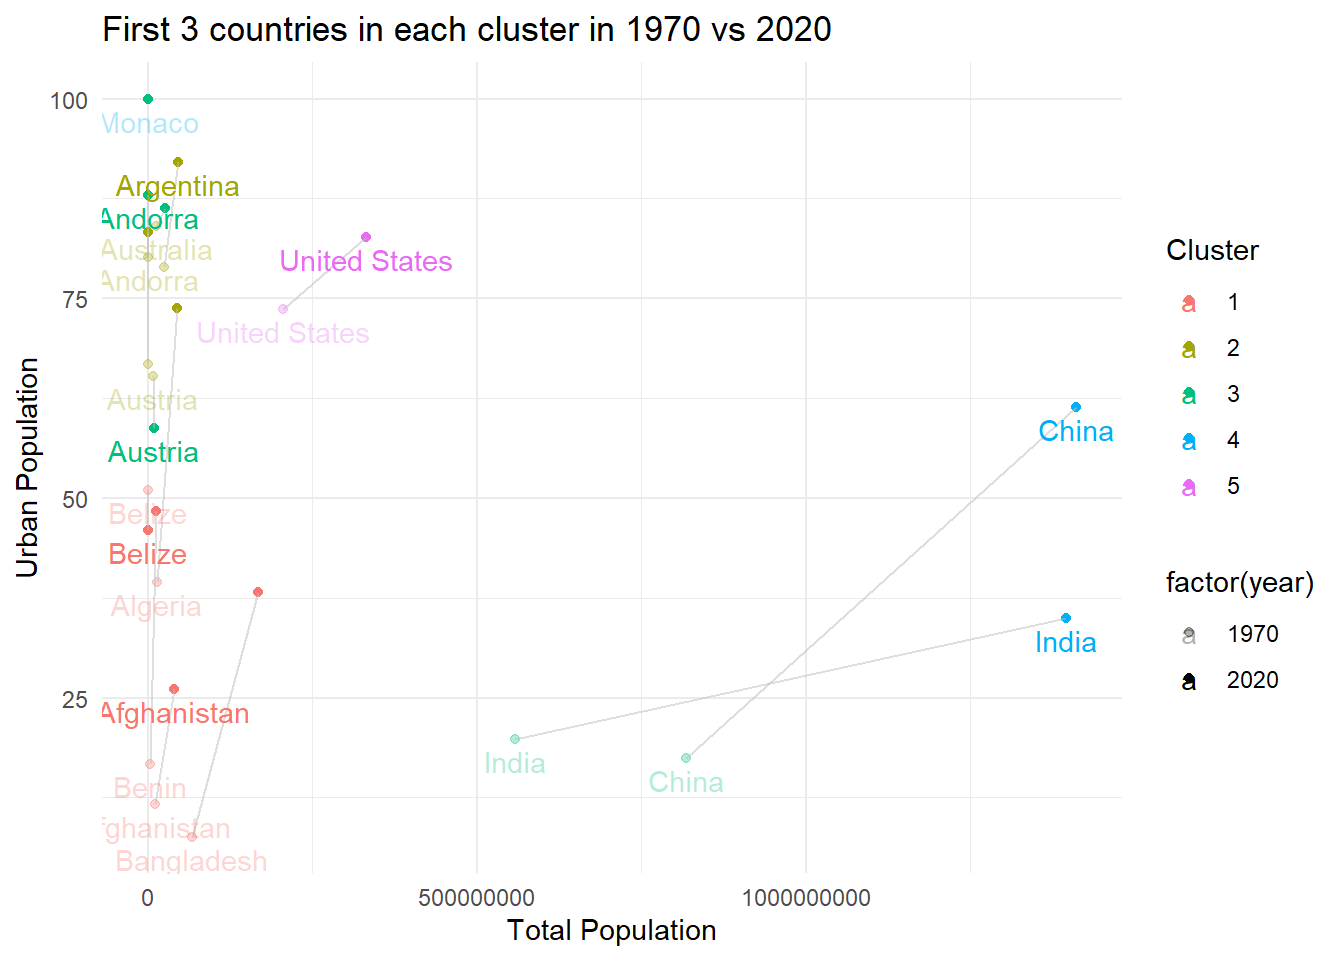 First 3 countries in each cluster in 1970 vs 2020
100
75
50
25
Urban Population
Monaco
Argentina
Andorra
Australia
Andorra
United States
United States
Austria
China
Austria
Belize
Belize
Algeria
India
Afghanistan
India
China
Benin
fghanistan
Bangladesh
0
500000000
1000000000
Total Population
Cluster
a 1
a 2
a 3
a 4
a 5
factor(year)
a 1970
a 2020